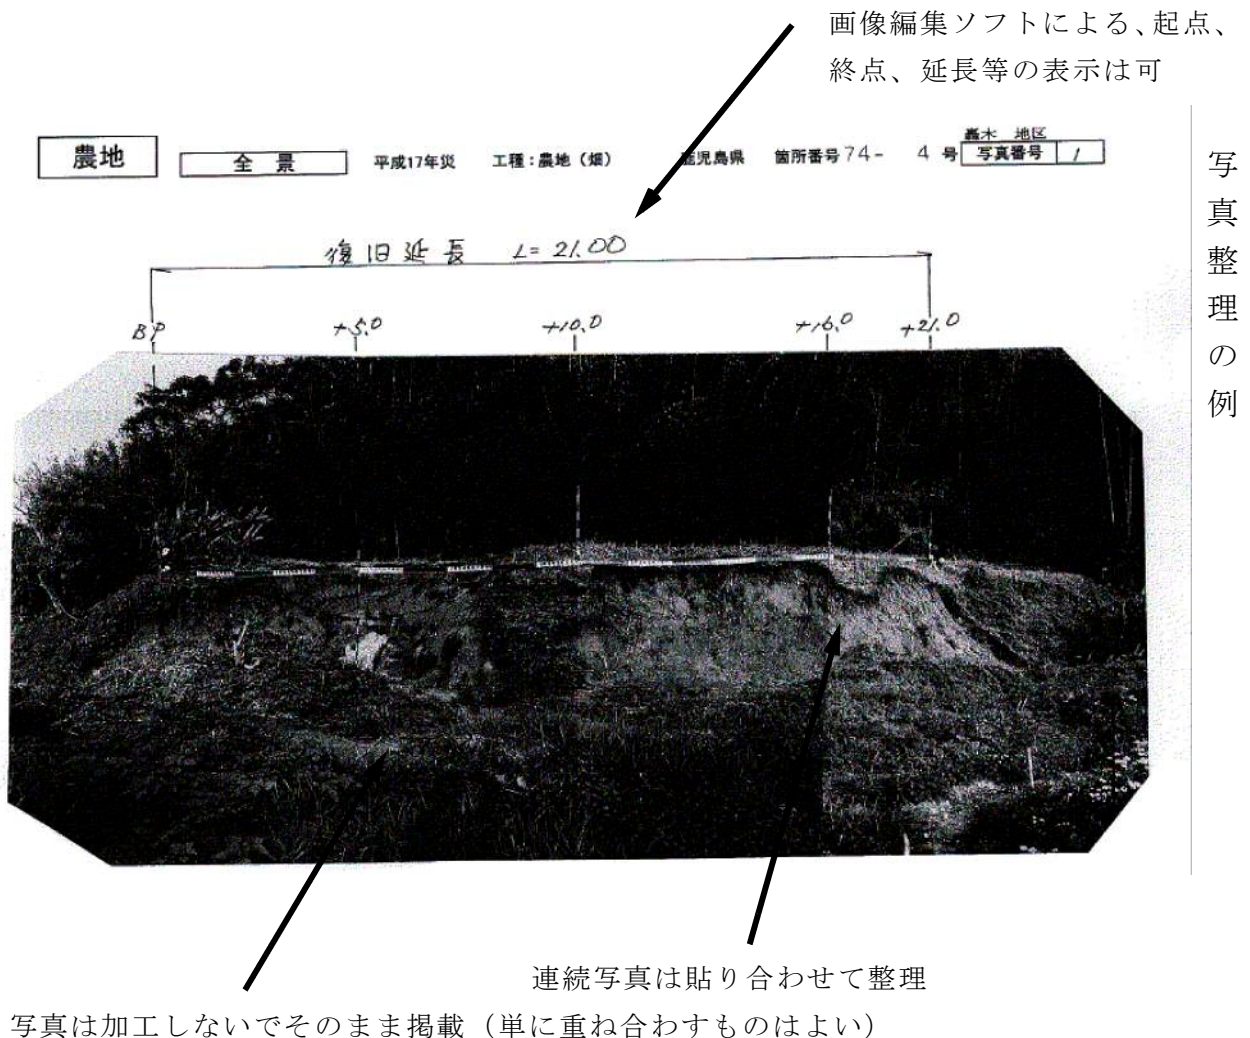 画像編集ソフトによる、起点、
終点、延長等の表示は可
轟木 地区
農地 全景 平成17年災 工種:農地(畑) 鹿児島県 箇所番号74- 4号 写真番号 1
写真整理の例
復旧延長 L=21.00
BP +5.0 +10.0 +16.0 +21.0
連続写真は貼り合わせて整理
写真は加工しないでそのまま掲載(単に重ね合わすものはよい)